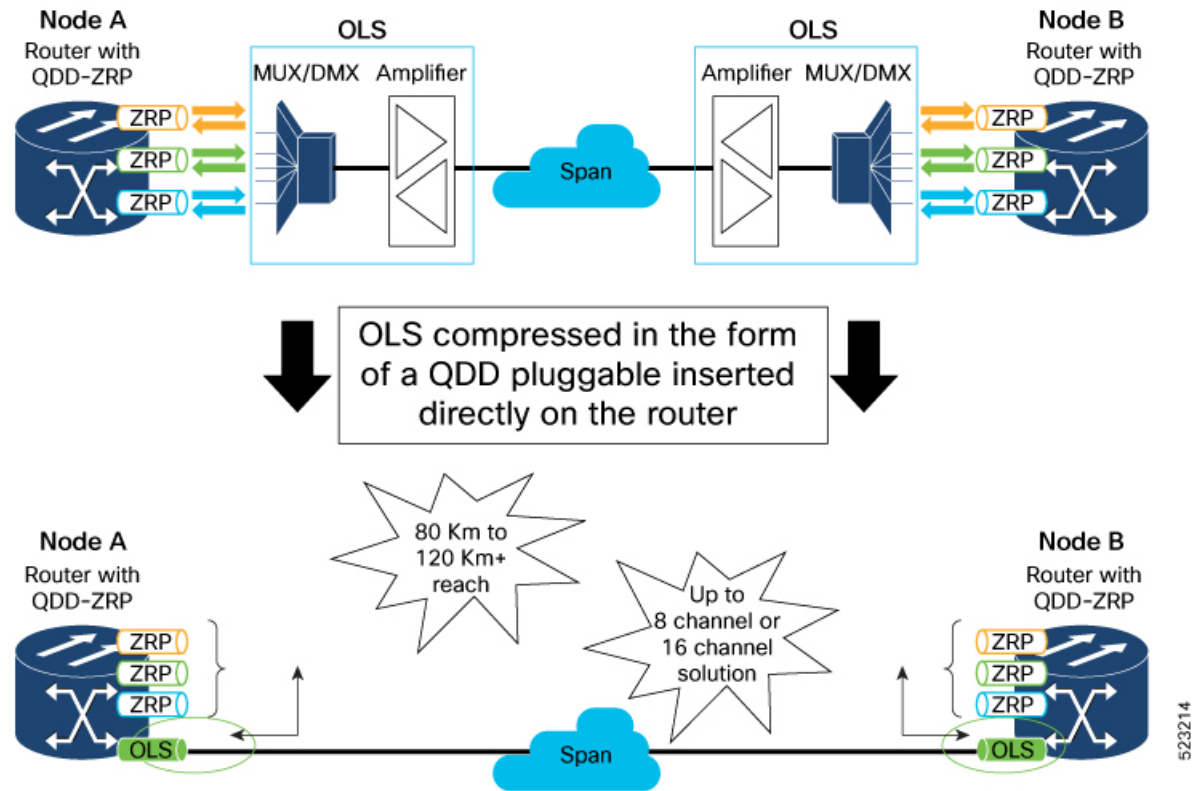 Node A
Router with
QDD-ZRP
OLS
OLS
Node B
Router with
QDD-ZRP
MUX/DMX
Amplifier
Amplifier
MUX/DMX
ZRP
ZRP
ZRP
Span
ZRP
ZRP
ZRP
OLS compressed in the form
of a QDD pluggable inserted
directly on the router
80 Km to
120 Km+
reach
Up to
8 channel or
16 channel
solution
Node A
Router with
QDD-ZRP
Node B
Router with
QDD-ZRP
ZRP
ZRP
ZRP
OLS
Span
ZRP
ZRP
ZRP
OLS
523214